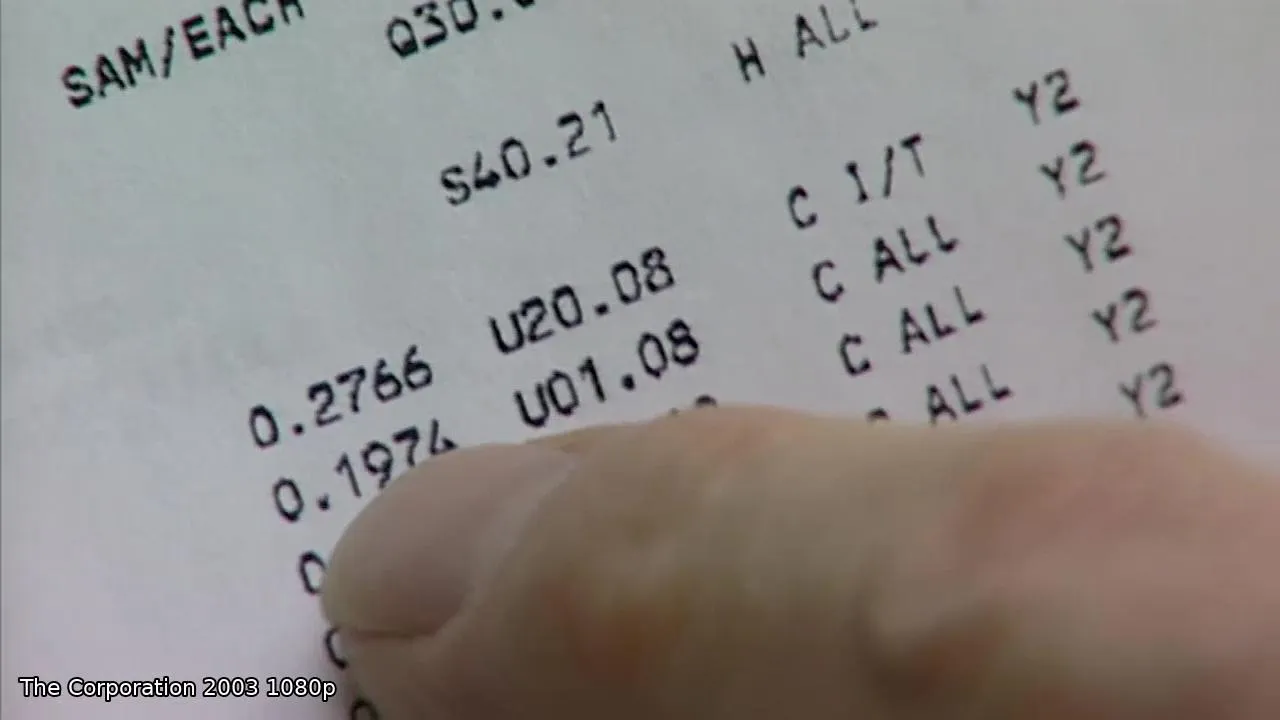 SAM/EACH Q30. H ALL
S40.21 C I/T Y2
C ALL Y2
0.2766 U20.08 C ALL Y2
0.1974 U01.08 ALL Y2
Y2
The Corporation 2003 1080p